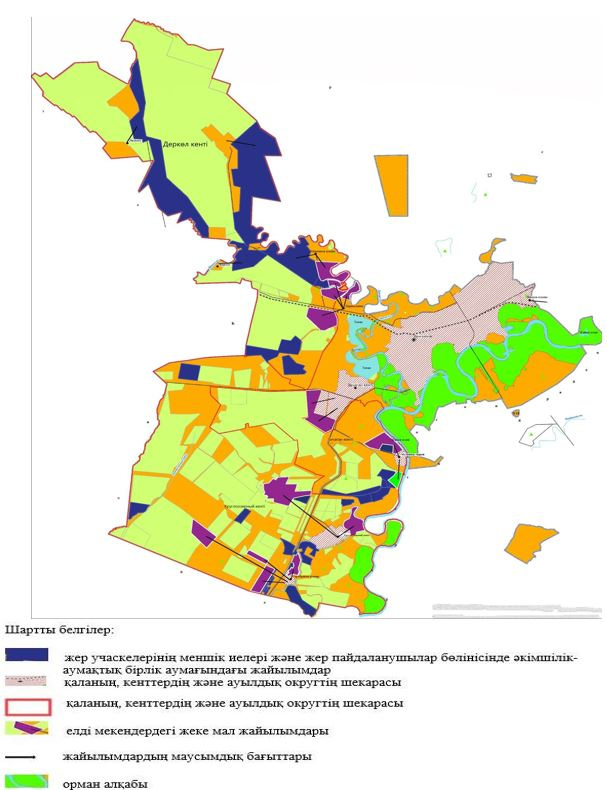 Деркөл кенті
Круглоозерный кенті
Шартты белгілер:
жер учаскелерінің меншік иелері және жер пайдаланушылар бөлінісінде әкімшілік-
аумақтық бірлік аумағындағы жайылымдар
қаланың, кенттердің және ауылдық округтің шекарасы
қаланың, кенттердің және ауылдық округтің шекарасы
елді мекендердегі жеке мал жайылымдары
жайылымдардың маусымдық бағыттары
орман алқабы